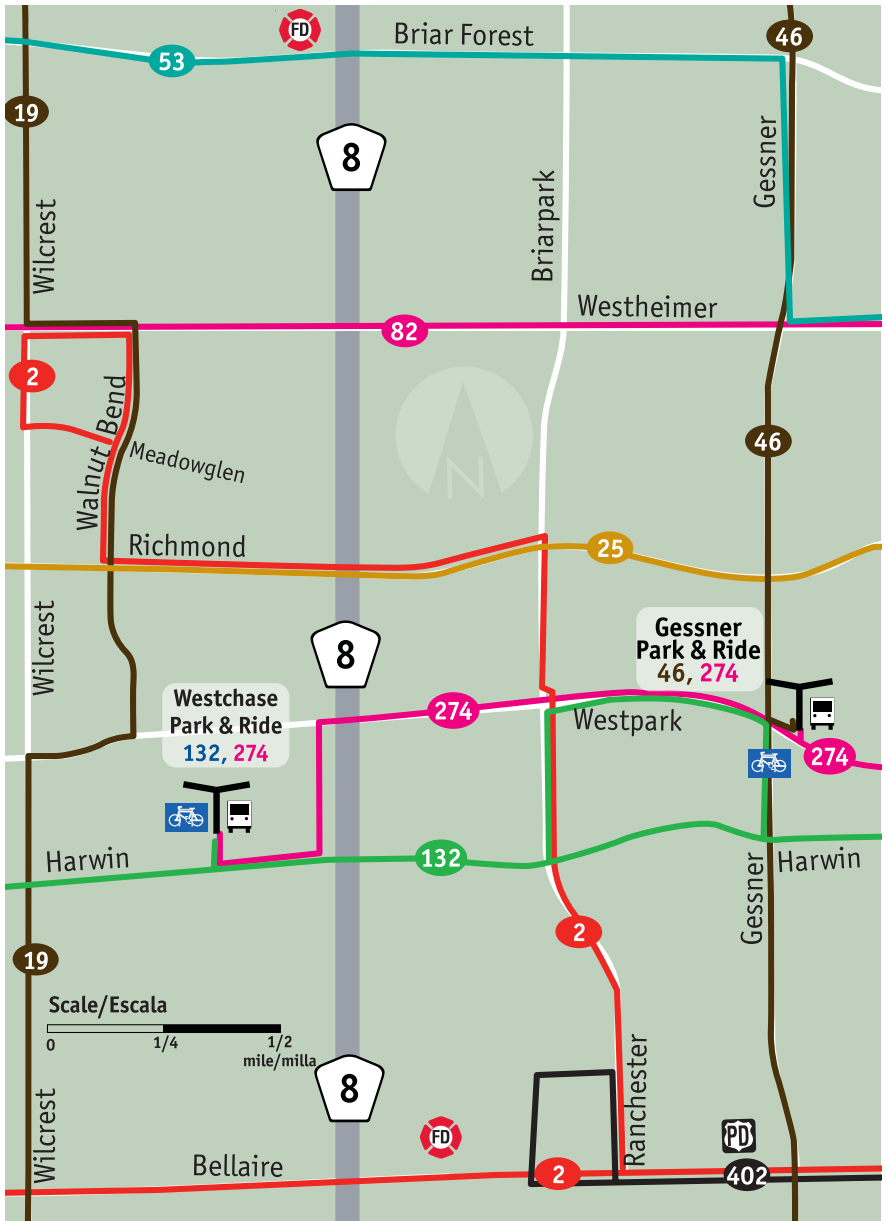 FD
Briar Forest
46
53
19
8
Gessner
Briarpark
Wilcrest
Westheimer
82
2
Walnut Bend
Meadowglen
46
N
Richmond
25
Wilcrest
8
Gessner
Park & Ride
46, 274
Westchase
Park & Ride
132, 274
274
Westpark
274
Harwin
132
Harwin
Gessner
2
19
Scale/Escala
0
1/4
1/2
mile/milla
8
Ranchester
Wilcrest
FD
PD
Bellaire
2
402